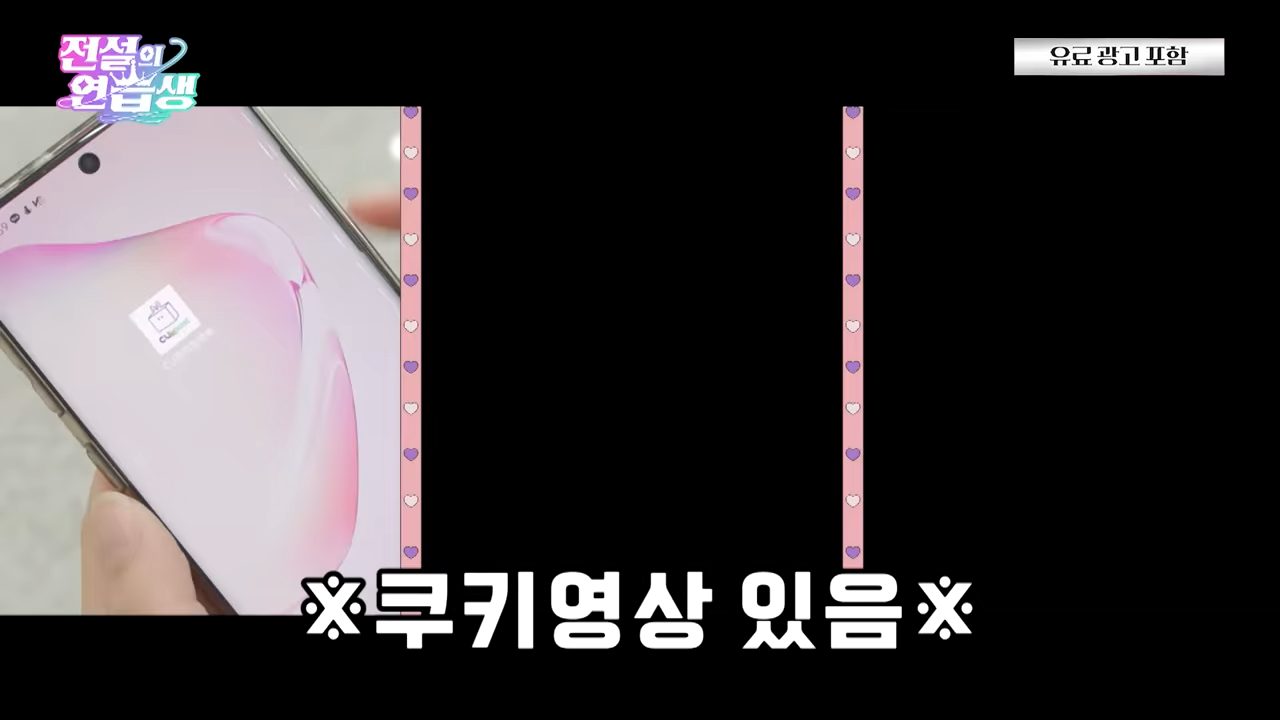 전설의
연습생
유료 광고 포함
※쿠키영상 있음※